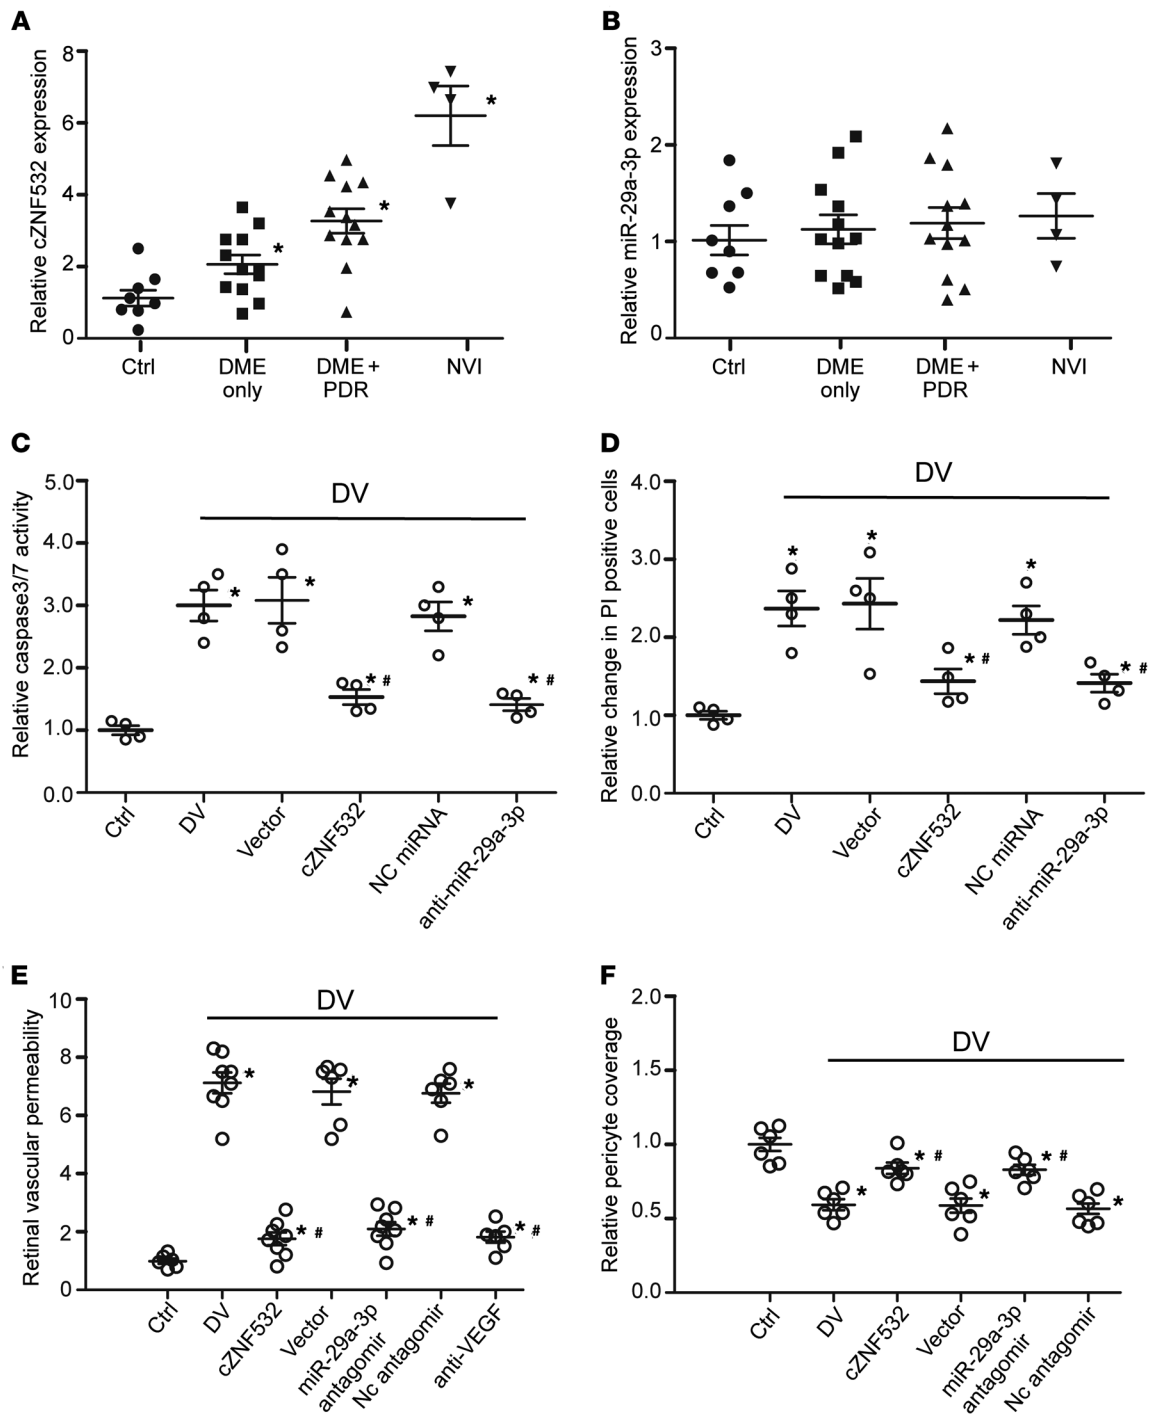 A
Relative cZNF532 expression
8
6
4
2
0
*
*
*
Ctrl
DME
only
DME +
PDR
NVI
B
Relative miR-29a-3p expression
3
2
1
0
Ctrl
DME
only
DME +
PDR
NVI
C
Relative caspase3/7 activity
5.0
4.0
3.0
2.0
1.0
0.0
DV
*
*
* #
*
* #
Ctrl
DV
Vector
cZNF532
NC miRNA
anti-miR-29a-3p
D
Relative change in PI positive cells
4.0
3.0
2.0
1.0
0.0
DV
*
*
* #
*
* #
Ctrl
DV
Vector
cZNF532
NC miRNA
anti-miR-29a-3p
E
Retinal vascular permeability
10
8
6
4
2
0
DV
*
* #
*
* #
*
* #
Ctrl
DV
cZNF532
Vector
miR-29a-3p
antagomir
Nc antagomir
anti-VEGF
F
Relative pericyte coverage
2.0
1.5
1.0
0.5
0.0
DV
*
* #
*
* #
*
Ctrl
DV
cZNF532
Vector
miR-29a-3p
antagomir
Nc antagomir